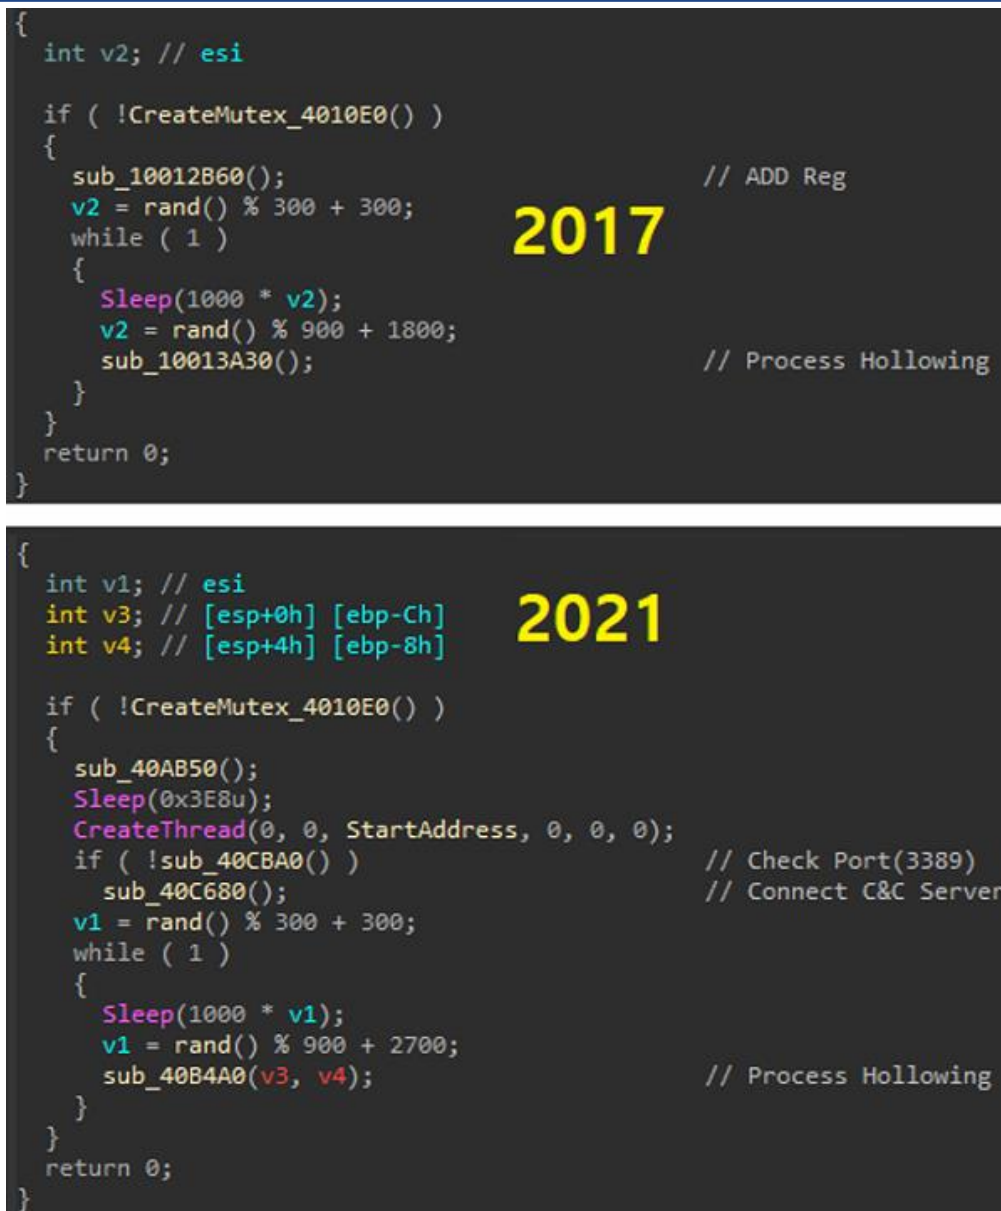 {
int v2; // esi
if ( !CreateMutex_4010E0() )
{
sub_10012B60(); // ADD Reg
v2 = rand() % 300 + 300;
while ( 1 )
2017
{
Sleep(1000 * v2);
v2 = rand() % 900 + 1800;
sub_10013A30(); // Process Hollowing
}
}
return 0;
}
{
int v1; // esi
int v3; // [esp+0h] [ebp-Ch]
2021
int v4; // [esp+4h] [ebp-8h]
if ( !CreateMutex_4010E0() )
{
sub_40AB50();
Sleep(0x3E8u);
CreateThread(0, 0, StartAddress, 0, 0, 0);
if ( !sub_40CBA0() ) // Check Port(3389)
sub_40C680(); // Connect C&C Server
v1 = rand() % 300 + 300;
while ( 1 )
{
Sleep(1000 * v1);
v1 = rand() % 900 + 2700;
sub_40B4A0(v3, v4); // Process Hollowing
}
}
return 0;
}